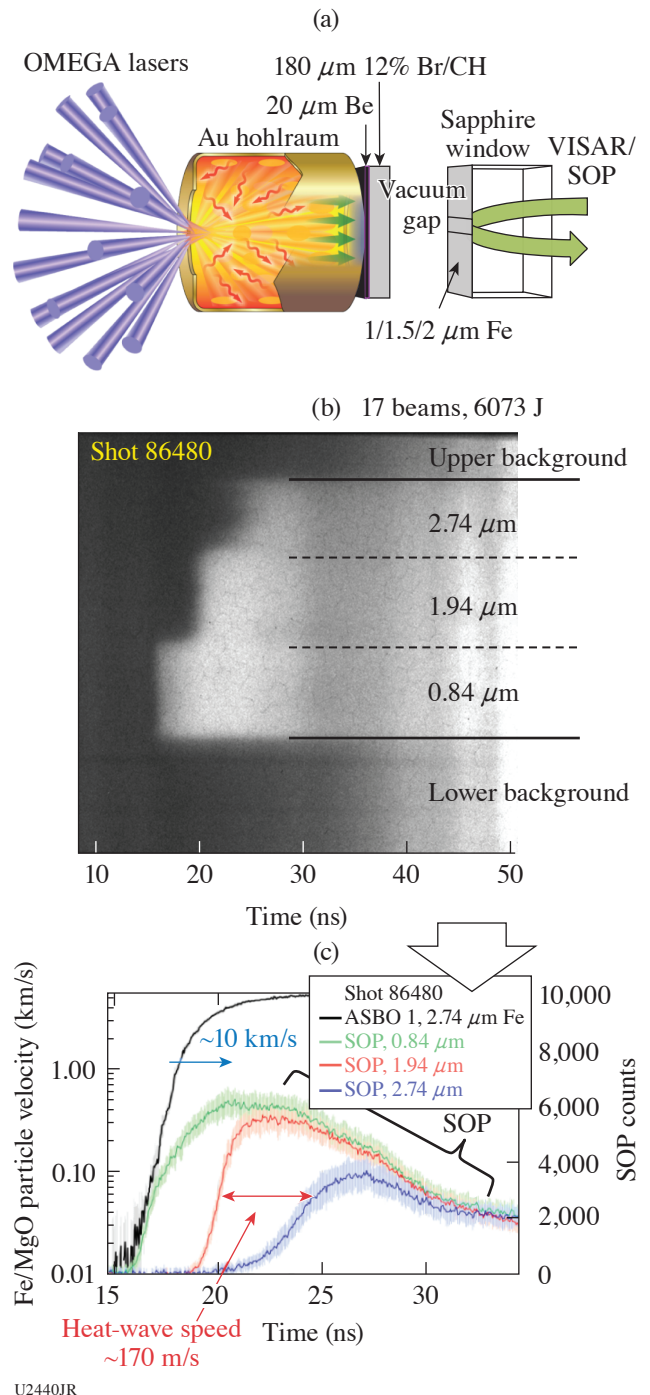 (a)
OMEGA lasers
180 μm 12% Br/CH
20 μm Be
Au hohlraum
Sapphire
window
VISAR/
SOP
Vacuum
gap
1/1.5/2 μm Fe
(b) 17 beams, 6073 J
Shot 86480
Upper background
2.74 μm
1.94 μm
0.84 μm
Lower background
10 20 30 40 50
Time (ns)
(c)
Fe/MgO particle velocity (km/s)
1.00
0.10
0.01
~10 km/s
Shot 86480
ASBO 1, 2.74 μm Fe
SOP, 0.84 μm
SOP, 1.94 μm
SOP, 2.74 μm
SOP
10,000
8,000
6,000
4,000
2,000
0
SOP counts
15 20 25 30
Heat-wave speed
~170 m/s
Time (ns)
U2440JR